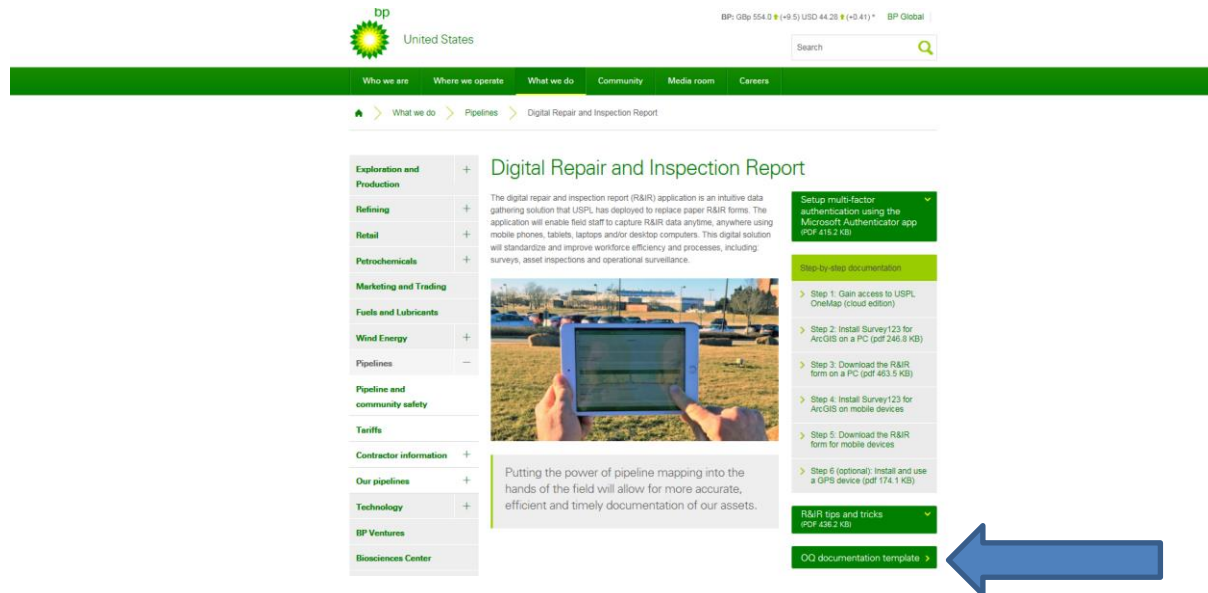 bp
BP: GBp 554.0 (+9.5) USD 44.28 (+0.41) * BP Global
United States
Search
Who we are Where we operate What we do Community Media room Careers
What we do Pipelines Digital Repair and Inspection Report
Exploration and
Production
Refining
Retail
Petrochemicals
Marketing and Trading
Fuels and Lubricants
Wind Energy
Pipelines
Pipeline and
community safety
Tariffs
Contractor information
Our pipelines
Technology
BP Ventures
Biosciences Center
Digital Repair and Inspection Report
The digital repair and inspection report (R&IR) application is an intuitive data
gathering solution that USPL has deployed to replace paper R&IR forms. The
application will enable field staff to capture R&IR data anytime, anywhere using
mobile phones, tablets, laptops and/or desktop computers. This digital solution
will standardize and improve workforce efficiency and processes, including:
surveys, asset inspections and operational surveillance.
Putting the power of pipeline mapping into the
hands of the field will allow for more accurate,
efficient and timely documentation of our assets.
Setup multi-factor
authentication using the
Microsoft Authenticator app
(PDF 415.2 KB)
Step-by-step documentation
Step 1: Gain access to USPL
OneMap (cloud edition)
Step 2: Install Survey123 for
ArcGIS on a PC (pdf 246.8 KB)
Step 3: Download the R&IR
form on a PC (pdf 463.5 KB)
Step 4: Install Survey123 for
ArcGIS on mobile devices
Step 5: Download the R&IR
form for mobile devices
Step 6 (optional): Install and use
a GPS device (pdf 174.1 KB)
R&IR tips and tricks
(PDF 436.2 KB)
OQ documentation template